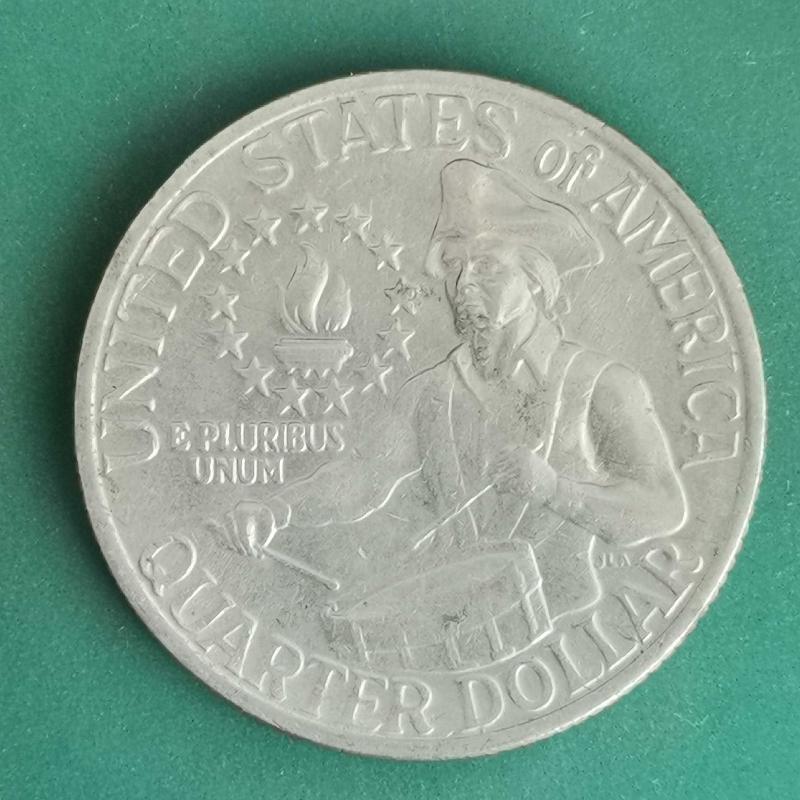 UNITED STATES of AMERICA
E PLURIBUS
UNUM
JLA
QUARTER DOLLAR